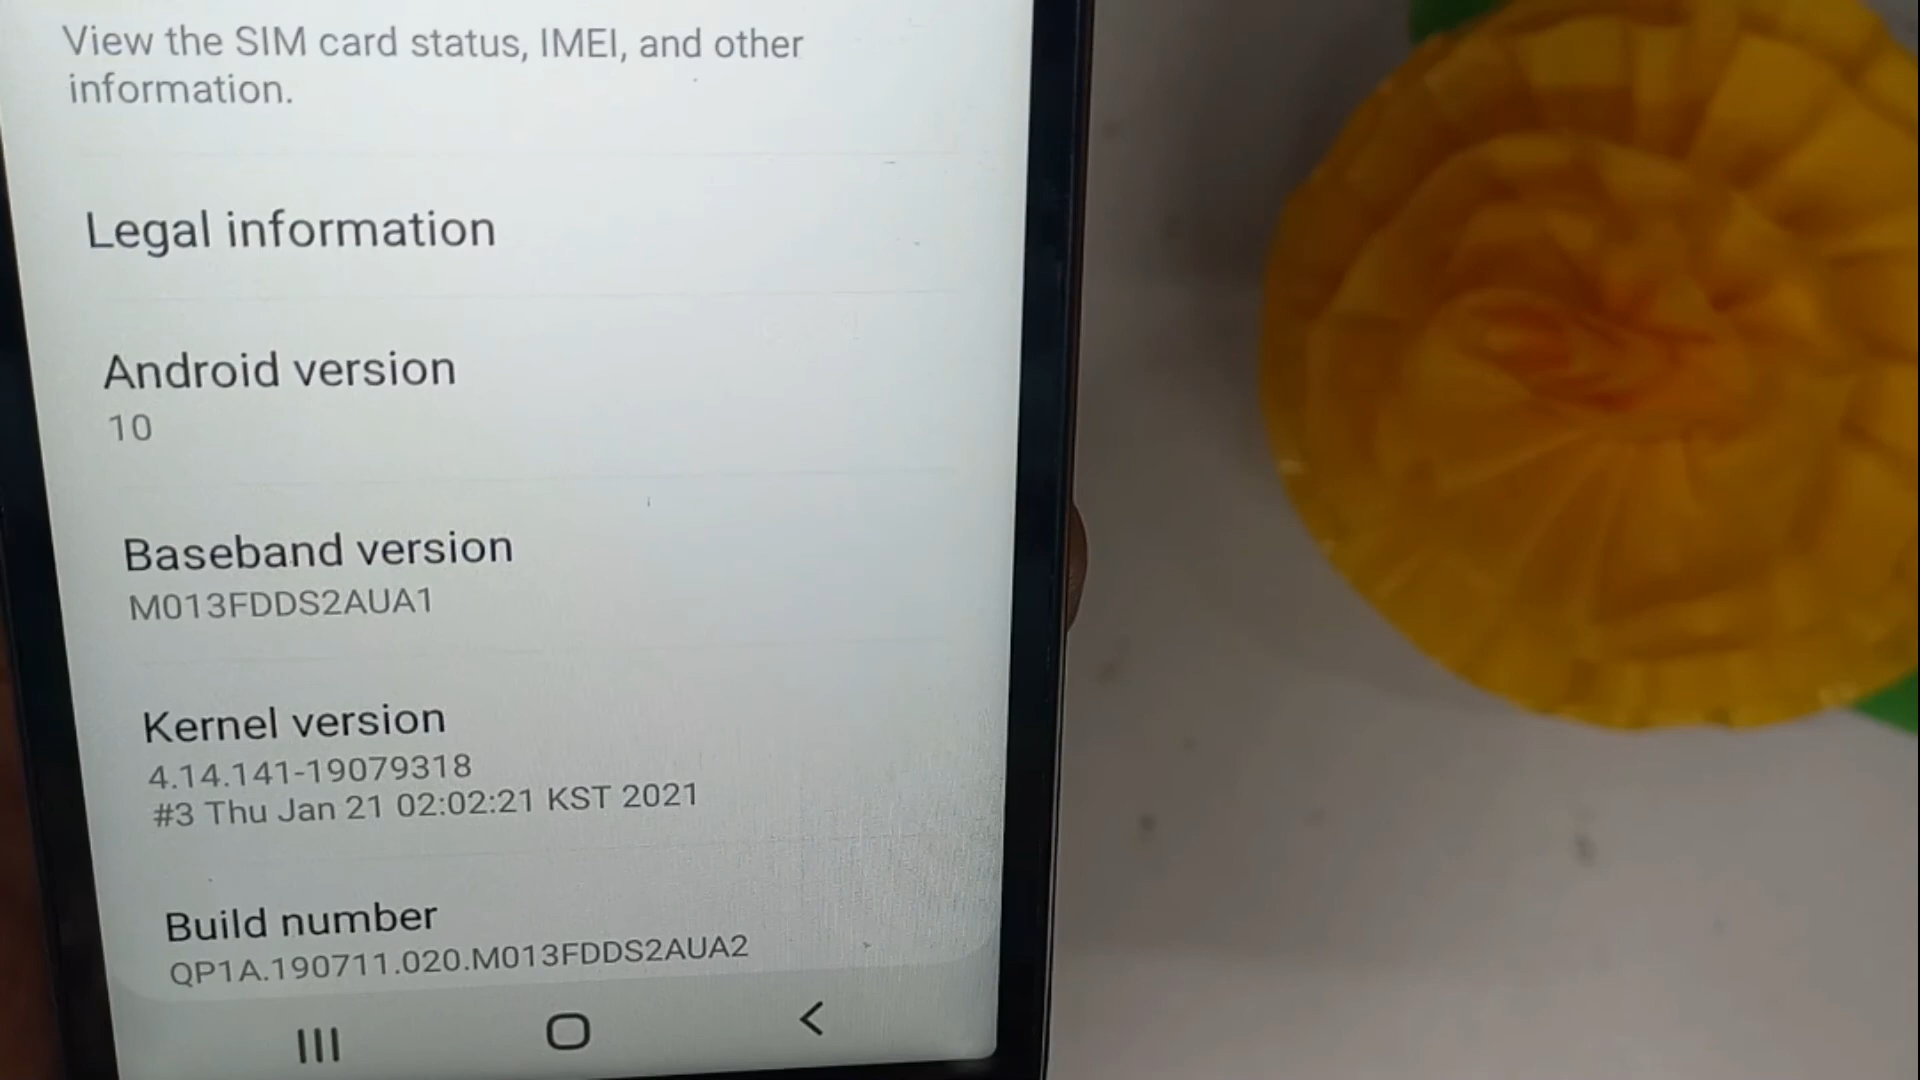 View the SIM card status, IMEI, and other
information.
Legal information
Android version
10
Baseband version
M013FDDS2AUA1
Kernel version
4.14.141-19079318
#3 Thu Jan 21 02:02:21 KST 2021
Build number
QP1A.190711.020.M013FDDS2AUA2